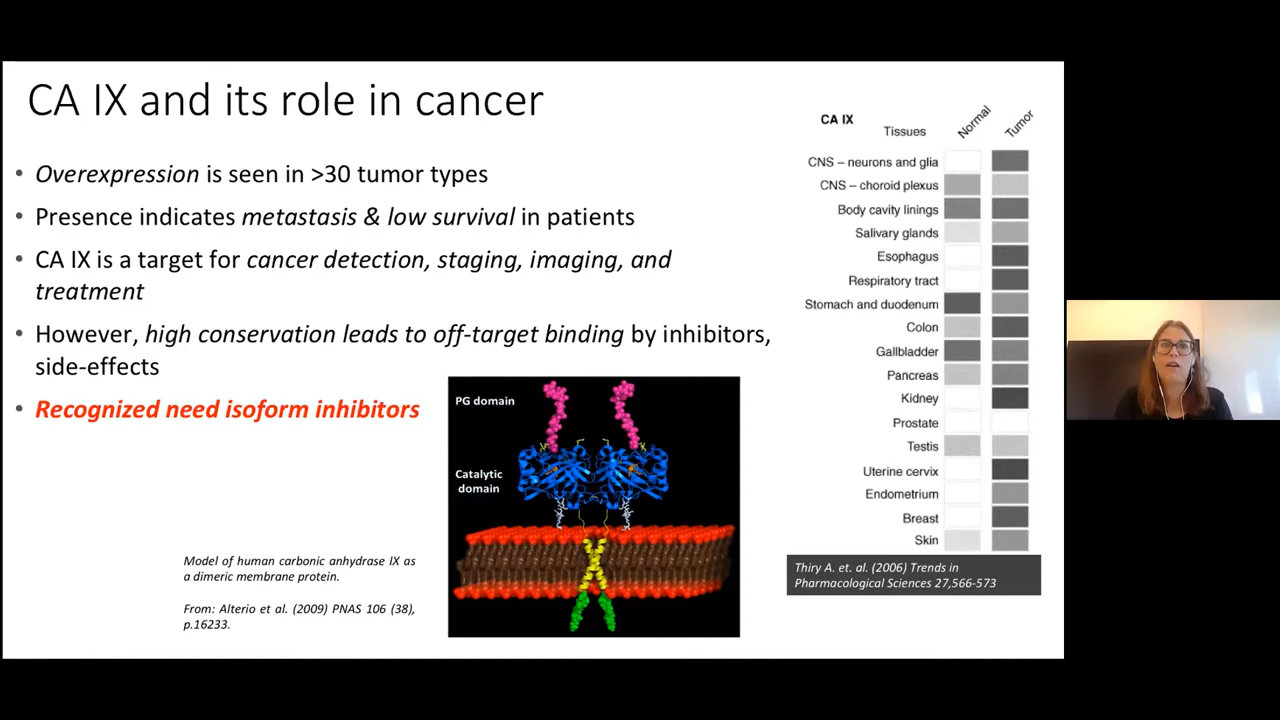 CA IX and its role in cancer
• Overexpression is seen in >30 tumor types
• Presence indicates metastasis & low survival in patients
• CA IX is a target for cancer detection, staging, imaging, and
treatment
• However, high conservation leads to off-target binding by inhibitors,
side-effects
• Recognized need isoform inhibitors
PG domain
Catalytic
domain
Model of human carbonic anhydrase IX as
a dimeric membrane protein.
From: Alterio et al. (2009) PNAS 106 (38),
p.16233.
CA IX
Tissues
Normal
Tumor
CNS – neurons and glia
CNS – choroid plexus
Body cavity linings
Salivary glands
Esophagus
Respiratory tract
Stomach and duodenum
Colon
Gallbladder
Pancreas
Kidney
Prostate
Testis
Uterine cervix
Endometrium
Breast
Skin
Thiry A. et. al. (2006) Trends in
Pharmacological Sciences 27,566-573